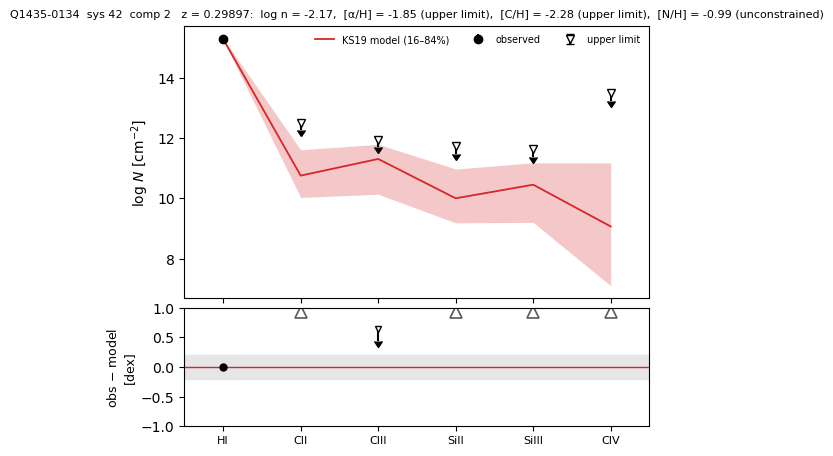 Q1435-0134  sys 42  comp 2   z = 0.29897:  log n = -2.17,  [α/H] = -1.85 (upper limit),  [C/H] = -2.28 (upper limit),  [N/H] = -0.99 (unconstrained)
KS19 model (16–84%)
observed
upper limit
14
12
10
8
log N [cm⁻²]
1.0
0.5
0.0
−0.5
−1.0
obs − model
[dex]
HI
CII
CIII
SiII
SiIII
CIV